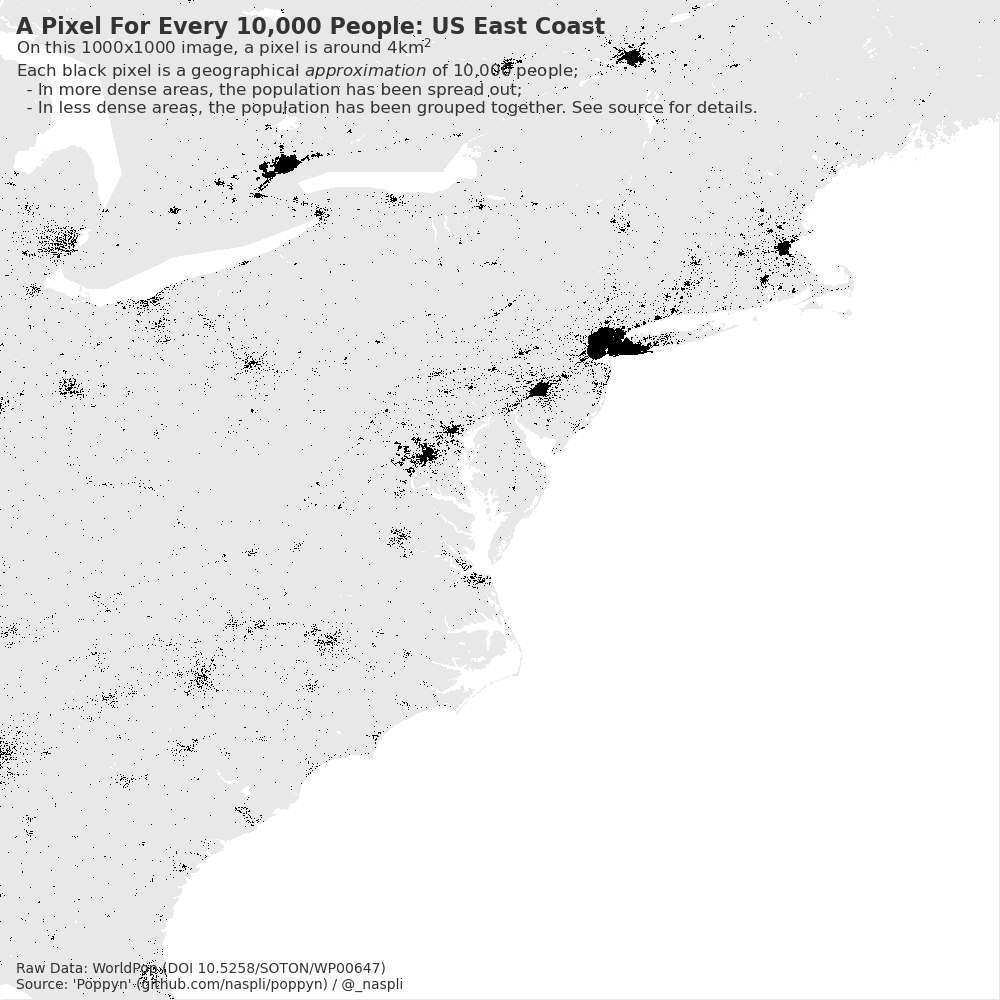 A Pixel For Every 10,000 People: US East Coast
On this 1000x1000 image, a pixel is around 4km²
Each black pixel is a geographical approximation of 10,000 people;
- In more dense areas, the population has been spread out;
- In less dense areas, the population has been grouped together. See source for details.
Raw Data: WorldPop (DOI 10.5258/SOTON/WP00647)
Source: 'Poppyn' (github.com/naspli/poppyn) / @_naspli